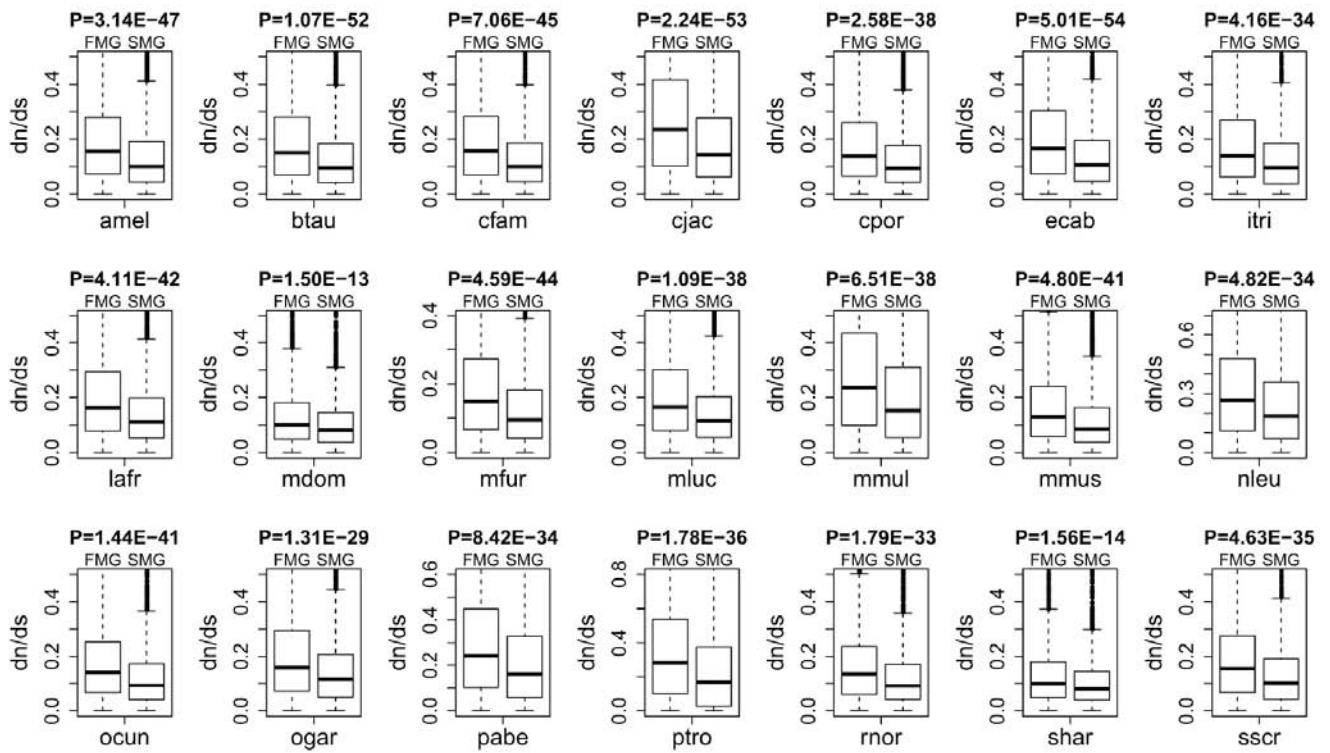 P=3.14E−47 P=1.07E−52 P=7.06E−45 P=2.24E−53 P=2.58E−38 P=5.01E−54 P=4.16E−34
FMG SMG FMG SMG FMG SMG FMG SMG FMG SMG FMG SMG FMG SMG
dn/ds 0.0 0.2 0.4 dn/ds 0.0 0.2 0.4 dn/ds 0.0 0.2 0.4 dn/ds 0.0 0.2 0.4 dn/ds 0.0 0.2 0.4 dn/ds 0.0 0.2 0.4 dn/ds 0.0 0.2 0.4
amel btau cfam cjac cpor ecab itri
P=4.11E−42 P=1.50E−13 P=4.59E−44 P=1.09E−38 P=6.51E−38 P=4.80E−41 P=4.82E−34
FMG SMG FMG SMG FMG SMG FMG SMG FMG SMG FMG SMG FMG SMG
dn/ds 0.0 0.2 0.4 dn/ds 0.0 0.2 0.4 dn/ds 0.0 0.2 0.4 dn/ds 0.0 0.2 0.4 dn/ds 0.0 0.2 0.4 dn/ds 0.0 0.2 0.4 dn/ds 0.0 0.3 0.6
lafr mdom mfur mluc mmul mmus nleu
P=1.44E−41 P=1.31E−29 P=8.42E−34 P=1.78E−36 P=1.79E−33 P=1.56E−14 P=4.63E−35
FMG SMG FMG SMG FMG SMG FMG SMG FMG SMG FMG SMG FMG SMG
dn/ds 0.0 0.2 0.4 dn/ds 0.0 0.2 0.4 dn/ds 0.0 0.2 0.4 0.6 dn/ds 0.0 0.4 0.8 dn/ds 0.0 0.2 0.4 dn/ds 0.0 0.2 0.4 dn/ds 0.0 0.2 0.4
ocun ogar pabe ptro rnor shar sscr